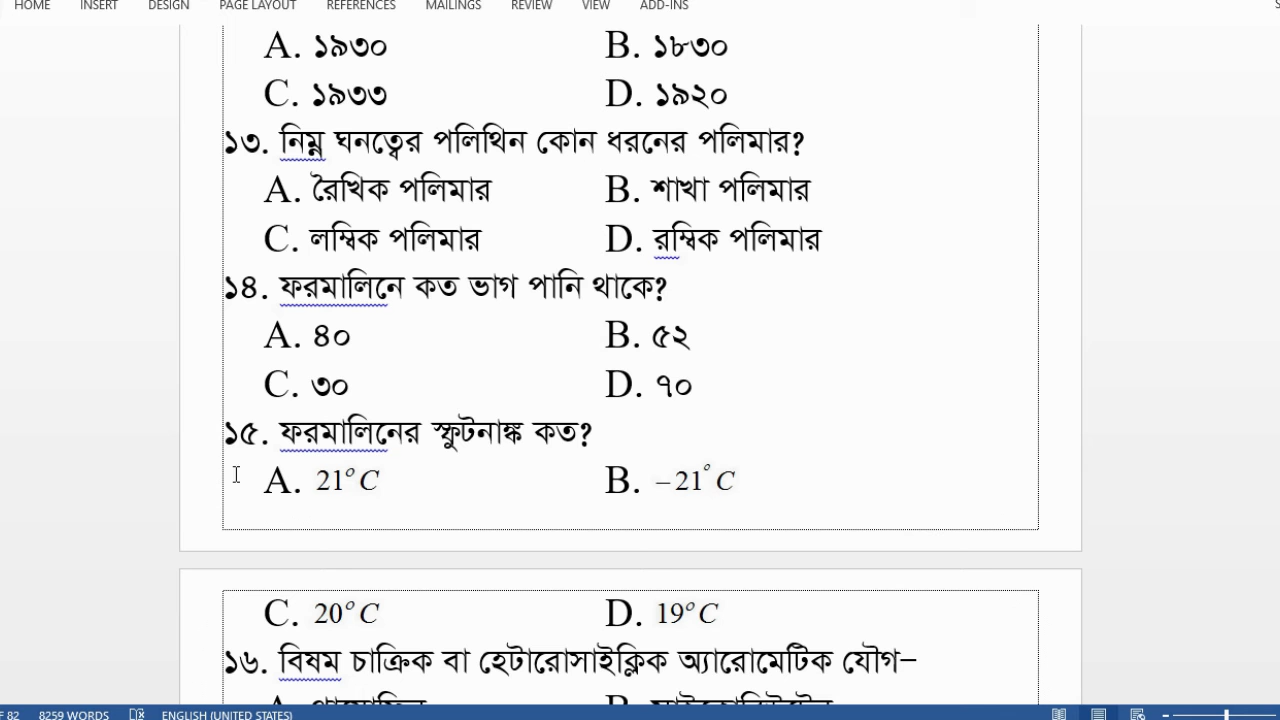 HOME INSERT DESIGN PAGE LAYOUT REFERENCES MAILINGS REVIEW VIEW ADD-INS
A. ১৯৩০ B. ১৮৩০
C. ১৯৩৩ D. ১৯২০
১৩. নিম্ন ঘনত্বের পলিথিন কোন ধরনের পলিমার?
A. রৈখিক পলিমার B. শাখা পলিমার
C. লম্বিক পলিমার D. রম্বিক পলিমার
১৪. ফরমালিনে কত ভাগ পানি থাকে?
A. ৪০ B. ৫২
C. ৩০ D. ৭০
১৫. ফরমালিনের স্ফুটনাঙ্ক কত?
A. 21° C B. –21° C
C. 20° C D. 19° C
১৬. বিষম চাক্রিক বা হেটারোসাইক্লিক অ্যারোমেটিক যৌগ–
F 82 8259 WORDS ENGLISH (UNITED STATES)